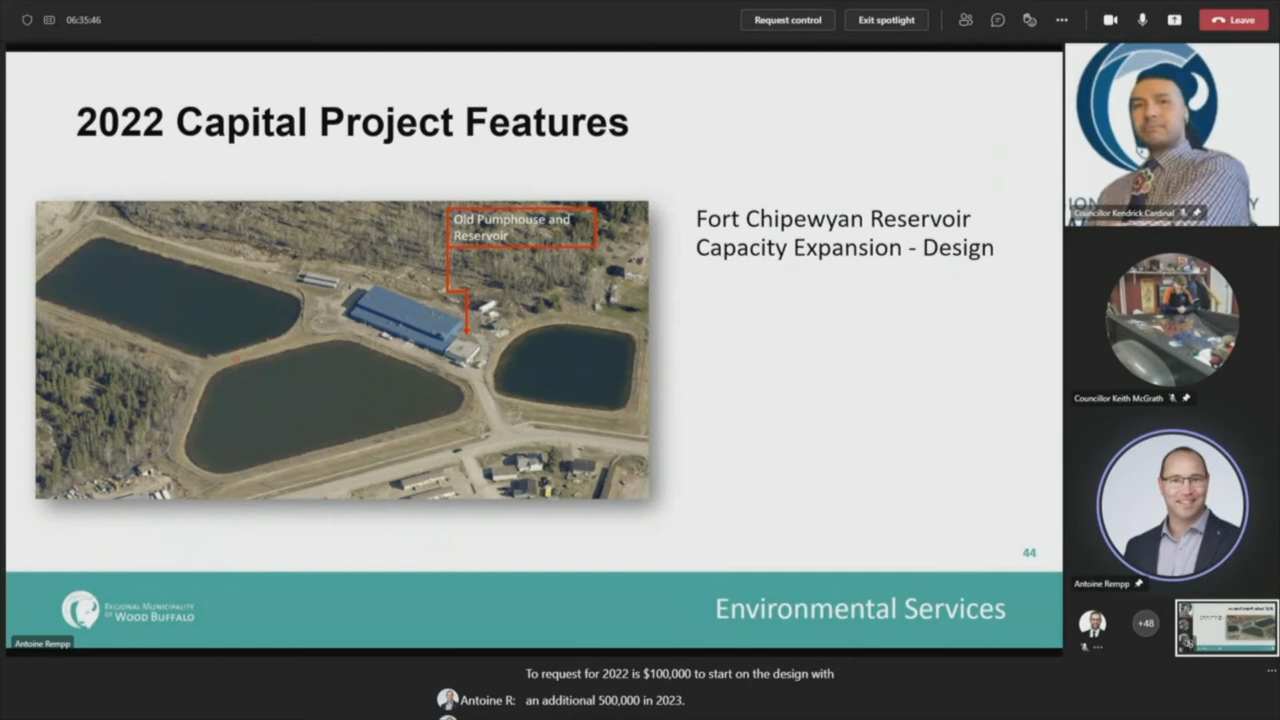 06:35:46
Request control
Exit spotlight
Leave
2022 Capital Project Features
Old Pumphouse and
Reservoir
Fort Chipewyan Reservoir
Capacity Expansion - Design
44
REGIONAL MUNICIPALITY
OF WOOD BUFFALO
Environmental Services
Antoine Rempp
Councillor Kendrick Cardinal
Councillor Keith McGrath
Antoine Rempp
+48
To request for 2022 is $100,000 to start on the design with
Antoine R: an additional 500,000 in 2023.